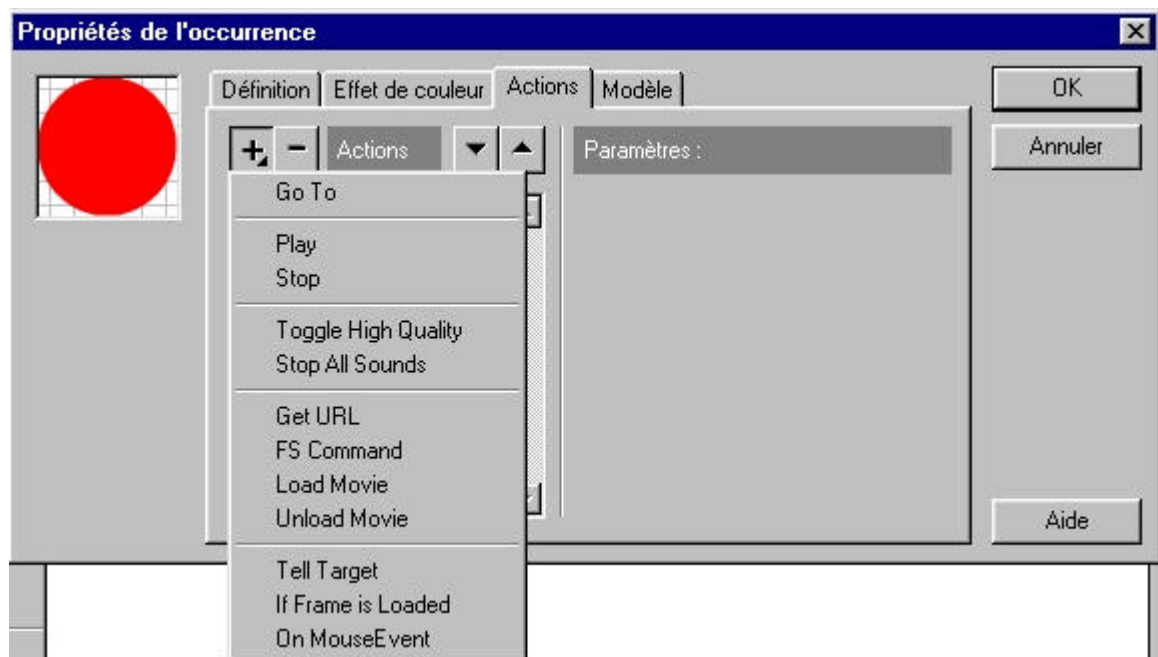 Propriétés de l'occurrence
Définition Effet de couleur Actions Modèle
OK
Actions
Paramètres :
Annuler
Go To
Play
Stop
Toggle High Quality
Stop All Sounds
Get URL
FS Command
Load Movie
Unload Movie
Aide
Tell Target
If Frame is Loaded
On MouseEvent